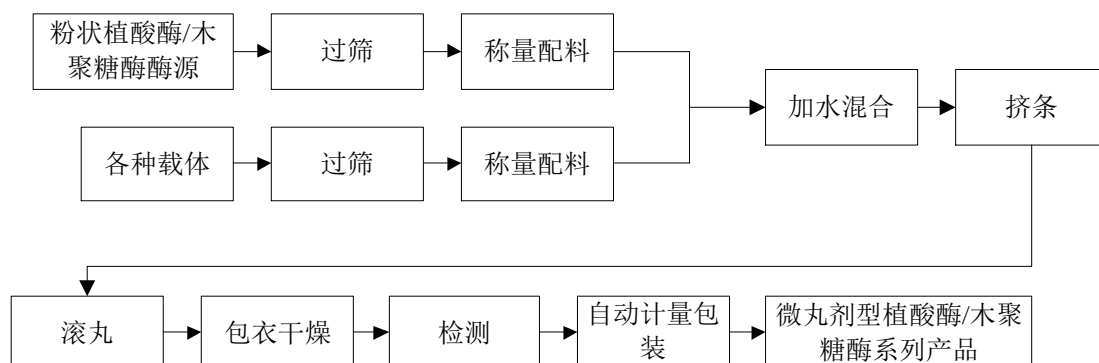 粉状植酸酶/木
聚糖酶酶源
过筛
称量配料
各种载体
过筛
称量配料
加水混合
挤条
滚丸
包衣干燥
检测
自动计量包
装
微丸剂型植酸酶/木聚
糖酶系列产品